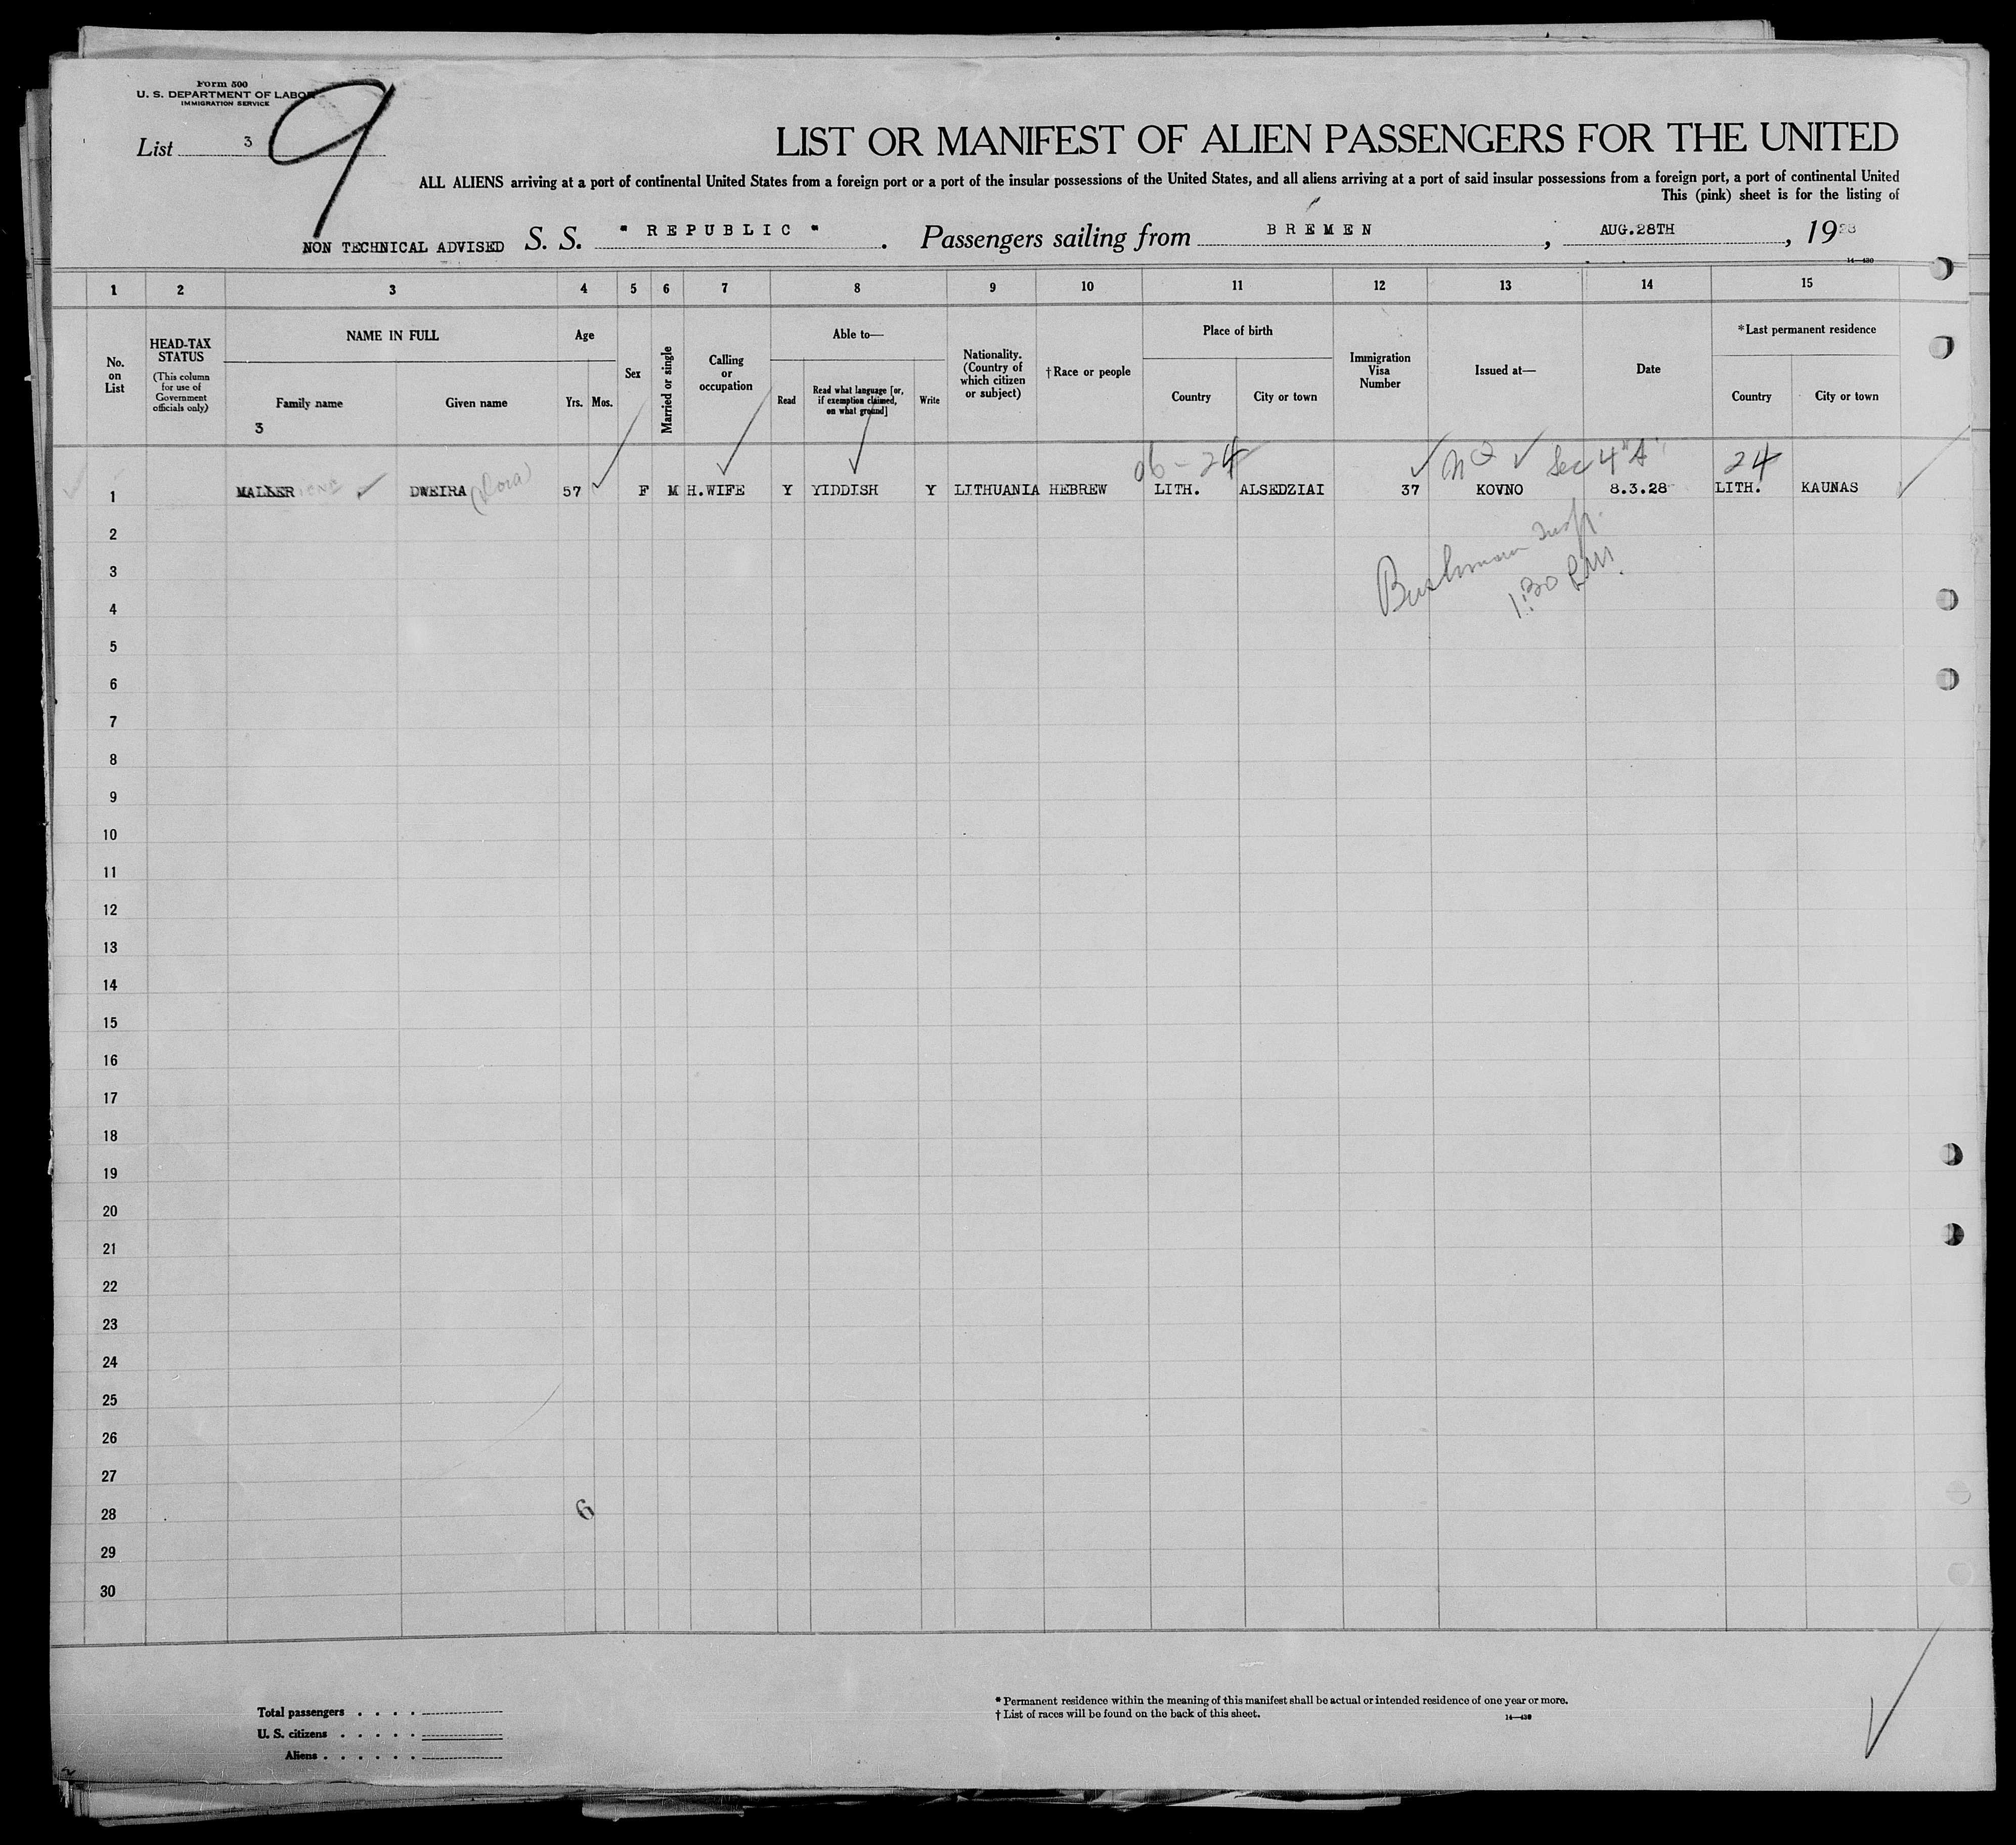 Form 500
U. S. DEPARTMENT OF LABOR
IMMIGRATION SERVICE
List 3
9
LIST OR MANIFEST OF ALIEN PASSENGERS FOR THE UNITED
ALL ALIENS arriving at a port of continental United States from a foreign port or a port of the insular possessions of the United States, and all aliens arriving at a port of said insular possessions from a foreign port, a port of continental United
This (pink) sheet is for the listing of
NON TECHNICAL ADVISED S. S. " REPUBLIC " . Passengers sailing from BREMEN , AUG.28TH , 1928
14—430
1 2 3 4 5 6 7 8 9 10 11 12 13 14 15
No. on List
HEAD-TAX STATUS
(This column for use of Government officials only)
NAME IN FULL
Family name
Given name
3
Age
Yrs. Mos.
Sex
Married or single
Calling or occupation
Able to—
Read
Read what language [or, if exemption claimed, on what ground]
Write
Nationality. (Country of which citizen or subject)
†Race or people
Place of birth
Country
City or town
Immigration Visa Number
Issued at—
Date
*Last permanent residence
Country
City or town
06-24 NQ Sec 4 "A" 24
1 DWEIRA (Dora) 57 F M H.WIFE Y YIDDISH Y LITHUANIA HEBREW LITH. ALSEDZIAI 37 KOVNO 8.3.28 LITH. KAUNAS
Bushman Insp.
1:30 P.M.
2
3
4
5
6
7
8
9
10
11
12
13
14
15
16
17
18
19
20
21
22
23
24
25
26
27
28
6
29
30
Total passengers . . . .
U. S. citizens . . . . .
Aliens . . . . . .
* Permanent residence within the meaning of this manifest shall be actual or intended residence of one year or more.
† List of races will be found on the back of this sheet.
14—430